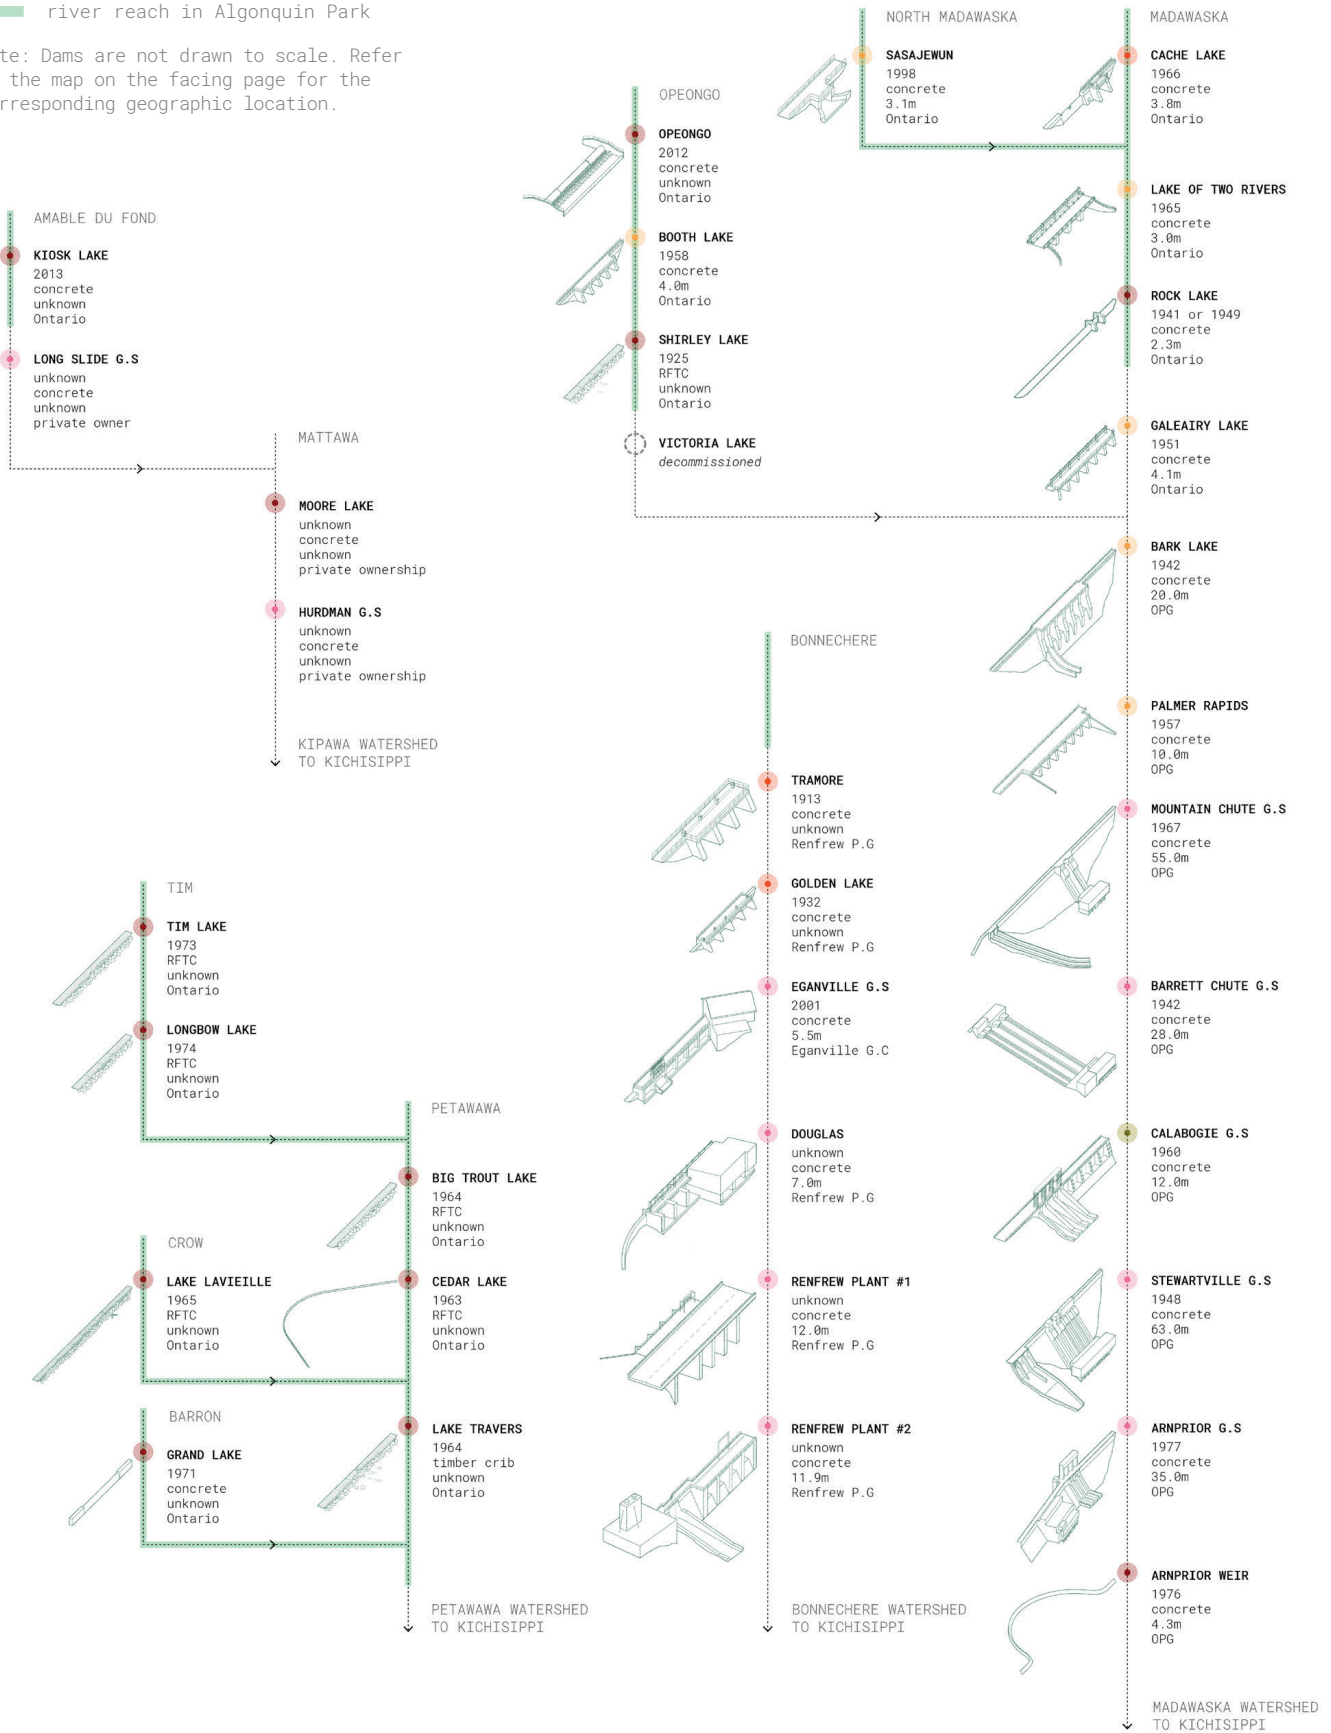 river reach in Algonquin Park
te: Dams are not drawn to scale. Refer
the map on the facing page for the
rresponding geographic location.
AMABLE DU FOND
KIOSK LAKE
2013
concrete
unknown
Ontario
LONG SLIDE G.S
unknown
concrete
unknown
private owner
MATTAWA
MOORE LAKE
unknown
concrete
unknown
private ownership
HURDMAN G.S
unknown
concrete
unknown
private ownership
KIPAWA WATERSHED
TO KICHISIPPI
TIM
TIM LAKE
1973
RFTC
unknown
Ontario
LONGBOW LAKE
1974
RFTC
unknown
Ontario
PETAWAWA
BIG TROUT LAKE
1964
RFTC
unknown
Ontario
CROW
LAKE LAVIEILLE
1965
RFTC
unknown
Ontario
CEDAR LAKE
1963
RFTC
unknown
Ontario
BARRON
GRAND LAKE
1971
concrete
unknown
Ontario
LAKE TRAVERS
1964
timber crib
unknown
Ontario
PETAWAWA WATERSHED
TO KICHISIPPI
OPEONGO
OPEONGO
2012
concrete
unknown
Ontario
BOOTH LAKE
1958
concrete
4.0m
Ontario
SHIRLEY LAKE
1925
RFTC
unknown
Ontario
VICTORIA LAKE
decommissioned
BONNECHERE
TRAMORE
1913
concrete
unknown
Renfrew P.G
GOLDEN LAKE
1932
concrete
unknown
Renfrew P.G
EGANVILLE G.S
2001
concrete
5.5m
Eganville G.C
DOUGLAS
unknown
concrete
7.0m
Renfrew P.G
RENFREW PLANT #1
unknown
concrete
12.0m
Renfrew P.G
RENFREW PLANT #2
unknown
concrete
11.9m
Renfrew P.G
BONNECHERE WATERSHED
TO KICHISIPPI
NORTH MADAWASKA
SASAJEWUN
1998
concrete
3.1m
Ontario
MADAWASKA
CACHE LAKE
1966
concrete
3.8m
Ontario
LAKE OF TWO RIVERS
1965
concrete
3.0m
Ontario
ROCK LAKE
1941 or 1949
concrete
2.3m
Ontario
GALEAIRY LAKE
1951
concrete
4.1m
Ontario
BARK LAKE
1942
concrete
20.0m
OPG
PALMER RAPIDS
1957
concrete
10.0m
OPG
MOUNTAIN CHUTE G.S
1967
concrete
55.0m
OPG
BARRETT CHUTE G.S
1942
concrete
28.0m
OPG
CALABOGIE G.S
1960
concrete
12.0m
OPG
STEWARTVILLE G.S
1948
concrete
63.0m
OPG
ARNPRIOR G.S
1977
concrete
35.0m
OPG
ARNPRIOR WEIR
1976
concrete
4.3m
OPG
MADAWASKA WATERSHED
TO KICHISIPPI